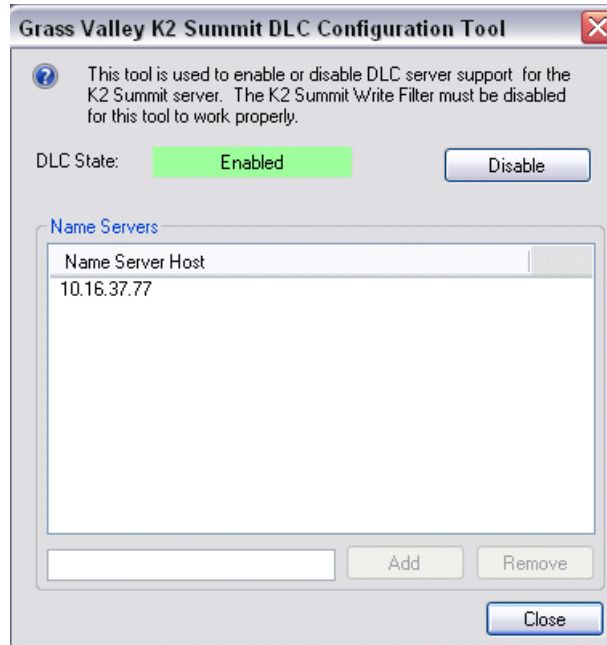 Grass Valley K2 Summit DLC Configuration Tool
This tool is used to enable or disable DLC server support for the
K2 Summit server. The K2 Summit Write Filter must be disabled
for this tool to work properly.
DLC State:
Enabled
Disable
Name Servers
Name Server Host
10.16.37.77
Add
Remove
Close